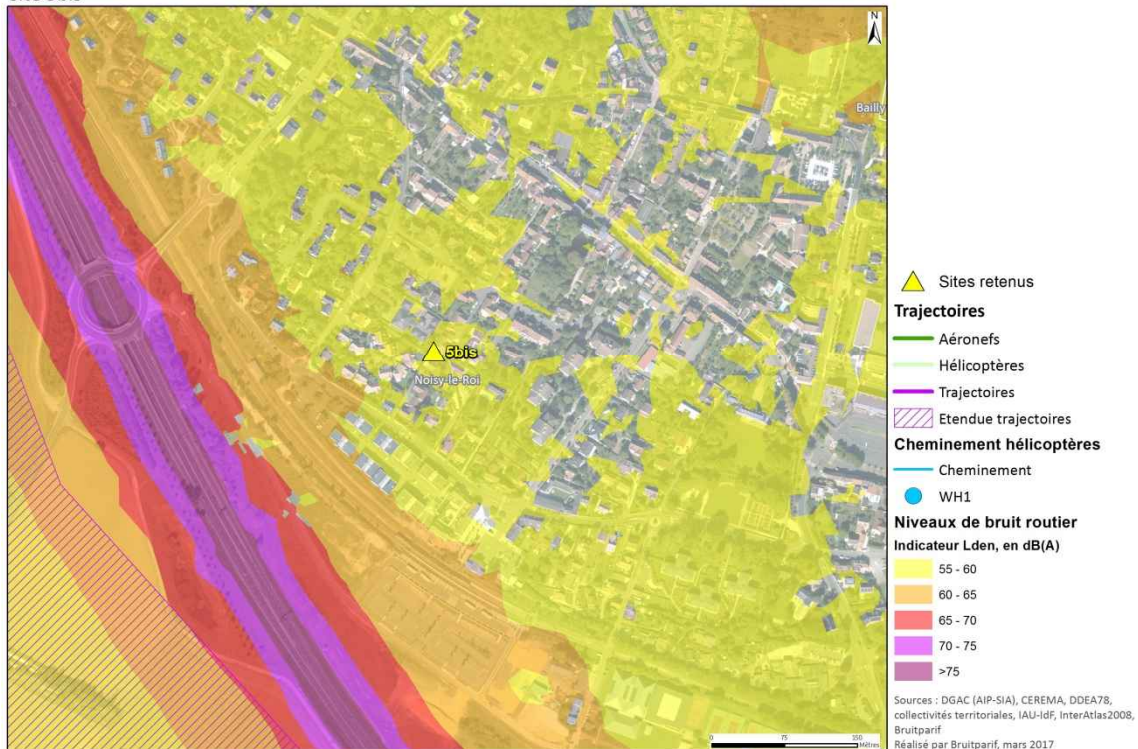 N
Bailly
5bis
Noisy-le-Roi
0 75 150
Mètres
Sites retenus
Trajectoires
Aéronefs
Hélicoptères
Trajectoires
Etendue trajectoires
Cheminement hélicoptères
Cheminement
WH1
Niveaux de bruit routier
Indicateur Lden, en dB(A)
55 - 60
60 - 65
65 - 70
70 - 75
>75
Sources : DGAC (AIP-SIA), CEREMA, DDEA78,
collectivités territoriales, IAU-IdF, InterAtlas2008,
Bruitparif
Réalisé par Bruitparif, mars 2017